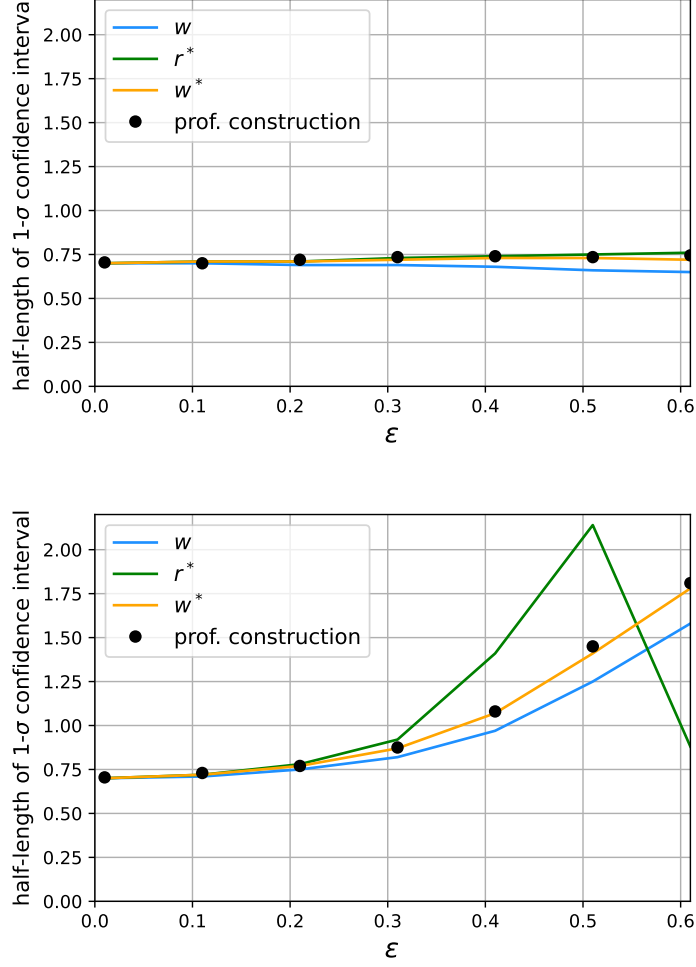 half-length of 1-σ confidence interval
2.00
1.75
1.50
1.25
1.00
0.75
0.50
0.25
0.00
w
r*
w*
prof. construction
0.0 0.1 0.2 0.3 0.4 0.5 0.6
ε
half-length of 1-σ confidence interval
2.00
1.75
1.50
1.25
1.00
0.75
0.50
0.25
0.00
w
r*
w*
prof. construction
0.0 0.1 0.2 0.3 0.4 0.5 0.6
ε